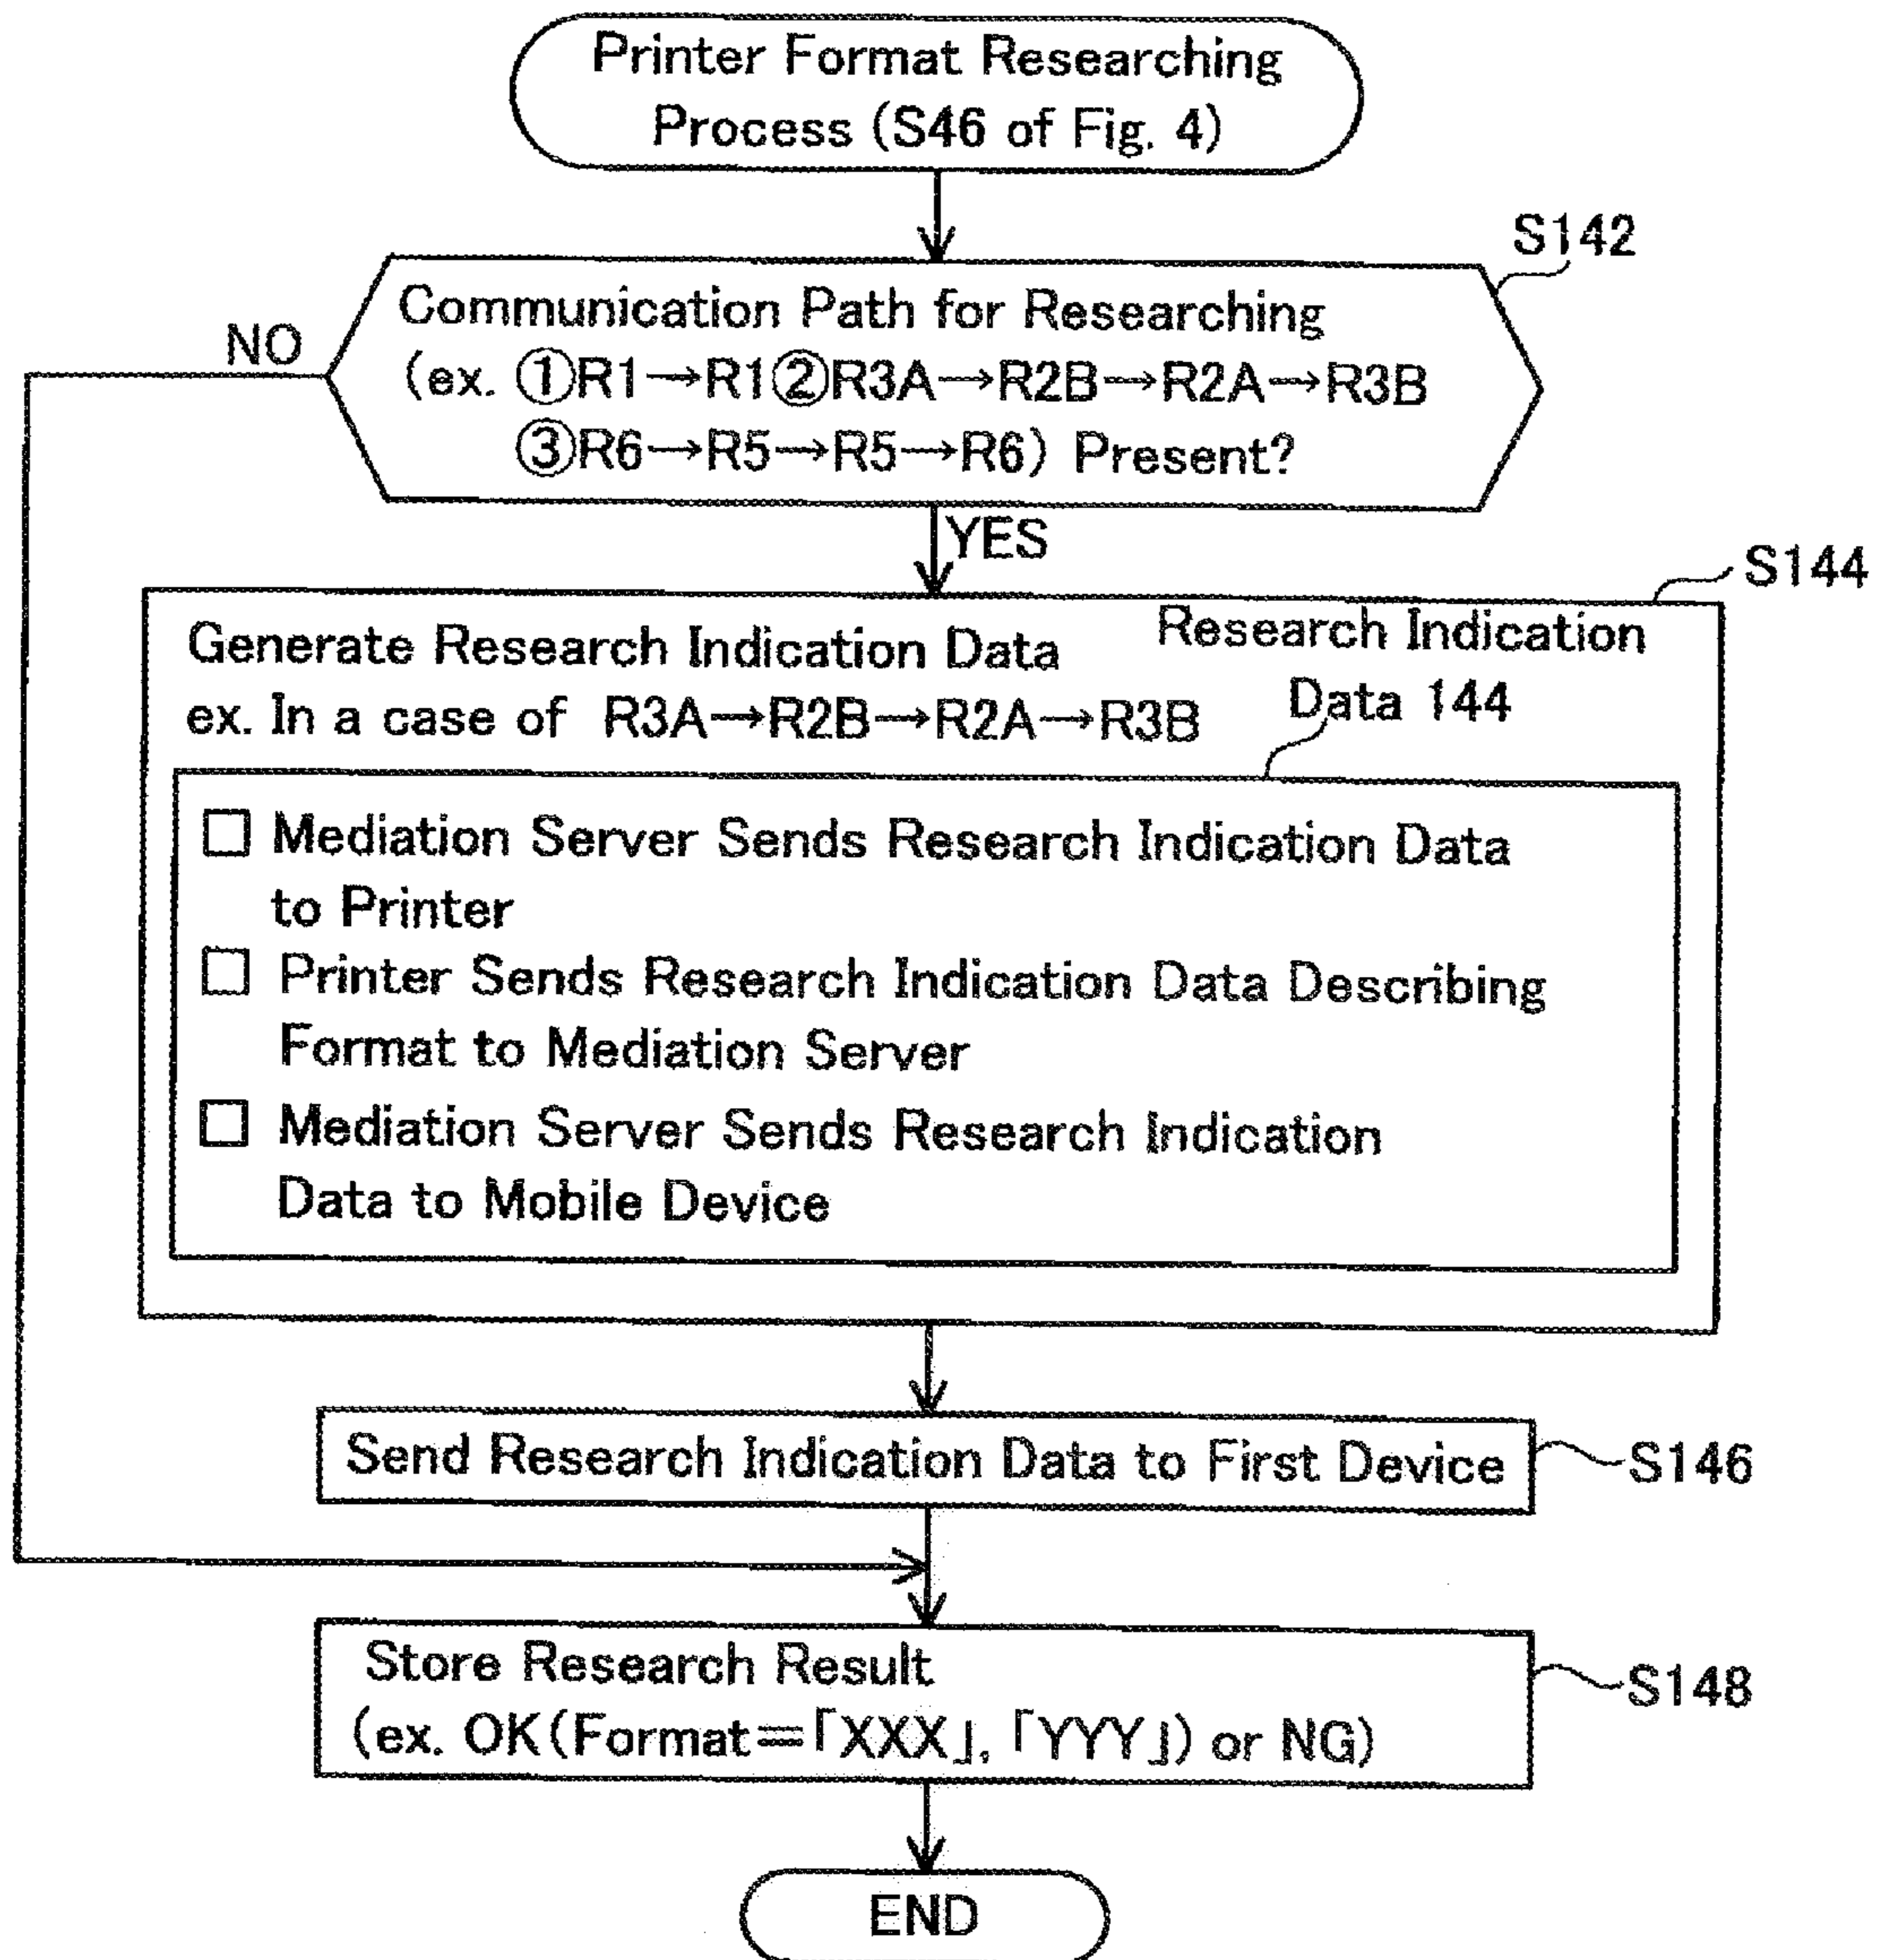 Printer Format Researching
Process (S46 of Fig. 4)
S142
Communication Path for Researching
(ex. ①R1→R1②R3A→R2B→R2A→R3B
③R6→R5→R5→R6) Present?
NO
YES
S144
Generate Research Indication Data
ex. In a case of R3A→R2B→R2A→R3B
Research Indication
Data 144
□ Mediation Server Sends Research Indication Data
to Printer
□ Printer Sends Research Indication Data Describing
Format to Mediation Server
□ Mediation Server Sends Research Indication
Data to Mobile Device
Send Research Indication Data to First Device
S146
Store Research Result
(ex. OK(Format=「XXX」, 「YYY」) or NG)
S148
END